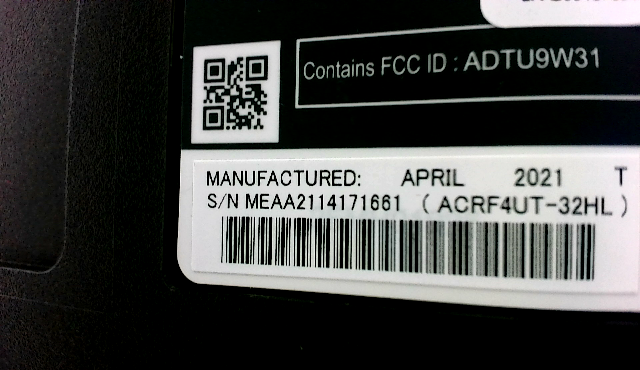 Contains FCC ID : ADTU9W31
MANUFACTURED: APRIL 2021 T
S/N MEAA2114171661 ( ACRF4UT-32HL )